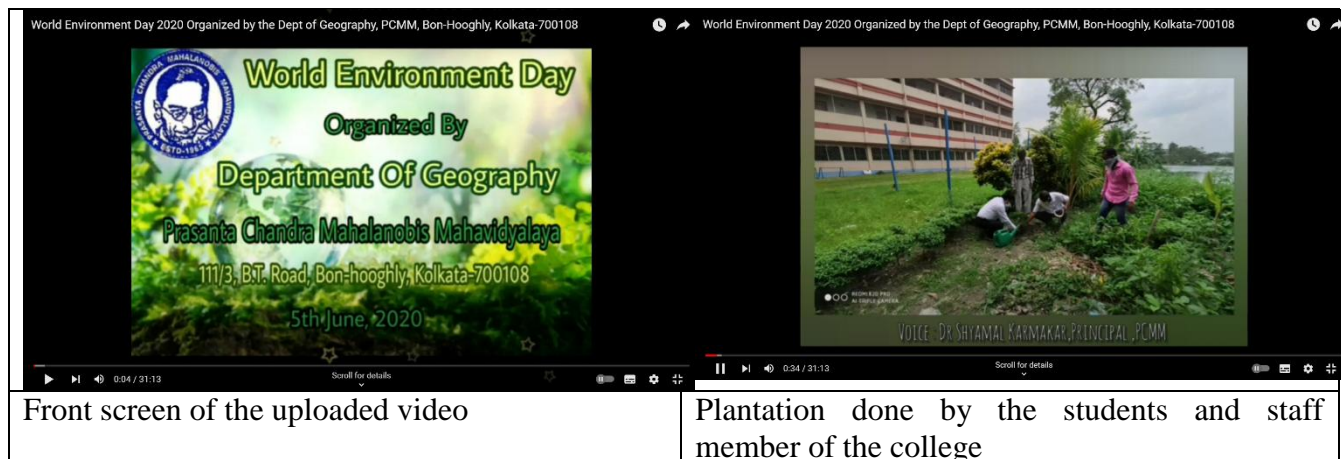 World Environment Day 2020 Organized by the Dept of Geography, PCMM, Bon-Hooghly, Kolkata-700108
PRASANTA CHANDRA MAHALANOBIS MAHAVIDYALAYA
ESTD-1963
World Environment Day
Organized By
Department Of Geography
Prasanta Chandra Mahalanobis Mahavidyalaya
111/3, B.T. Road, Bon-hooghly, Kolkata-700108
5th June, 2020
0:04 / 31:13
Scroll for details
Front screen of the uploaded video
World Environment Day 2020 Organized by the Dept of Geography, PCMM, Bon-Hooghly, Kolkata-700108
REDMI K20 PRO
AI TRIPLE CAMERA
VOICE : DR SHYAMAL KARMAKAR,PRINCIPAL ,PCMM
0:34 / 31:13
Scroll for details
Plantation done by the students and staff
member of the college